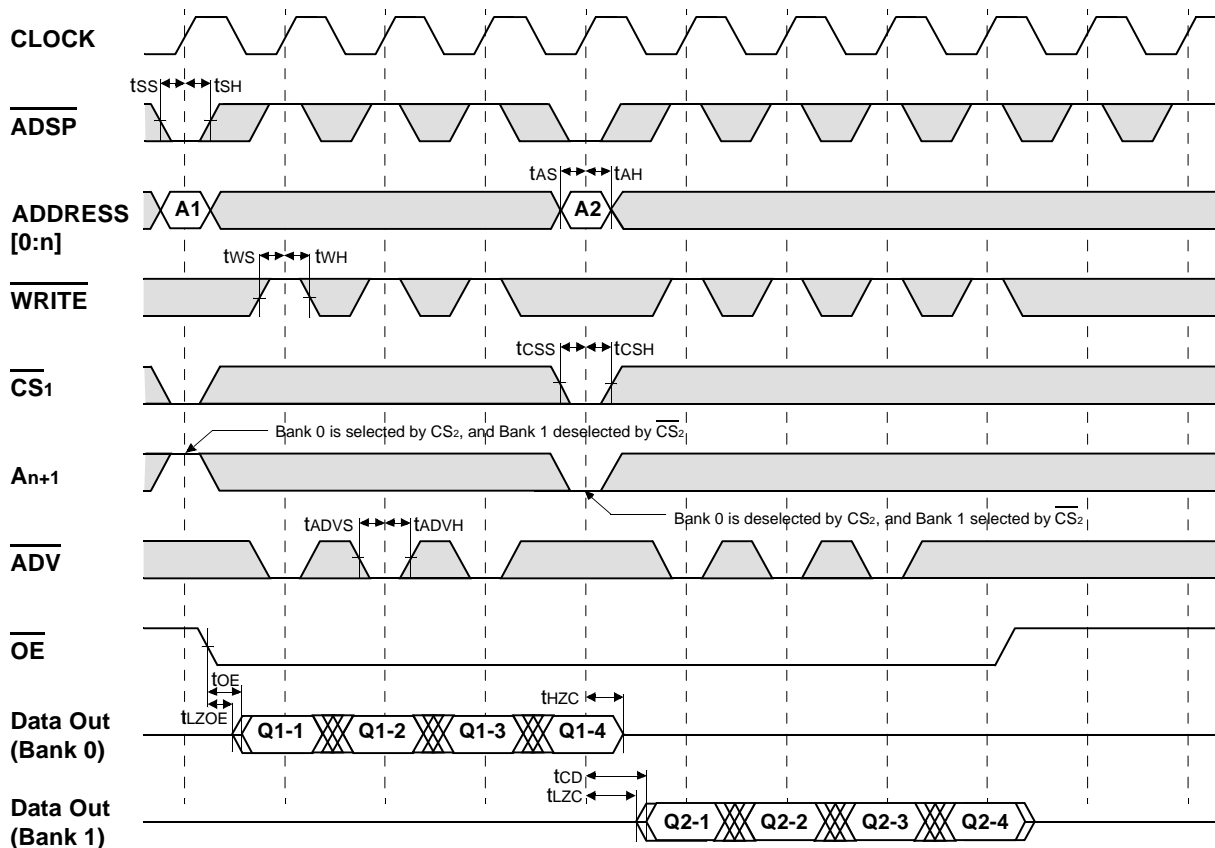 CLOCK
tSS tSH
ADSP
tAS tAH
ADDRESS
[0:n]
A1 A2
tWS tWH
WRITE
tCSS tCSH
CS1
Bank 0 is selected by CS2, and Bank 1 deselected by CS2
An+1
Bank 0 is deselected by CS2, and Bank 1 selected by CS2
tADVS tADVH
ADV
OE
tOE
tLZOE
tHZC
Data Out
(Bank 0)
Q1-1 Q1-2 Q1-3 Q1-4
tCD
tLZC
Data Out
(Bank 1)
Q2-1 Q2-2 Q2-3 Q2-4